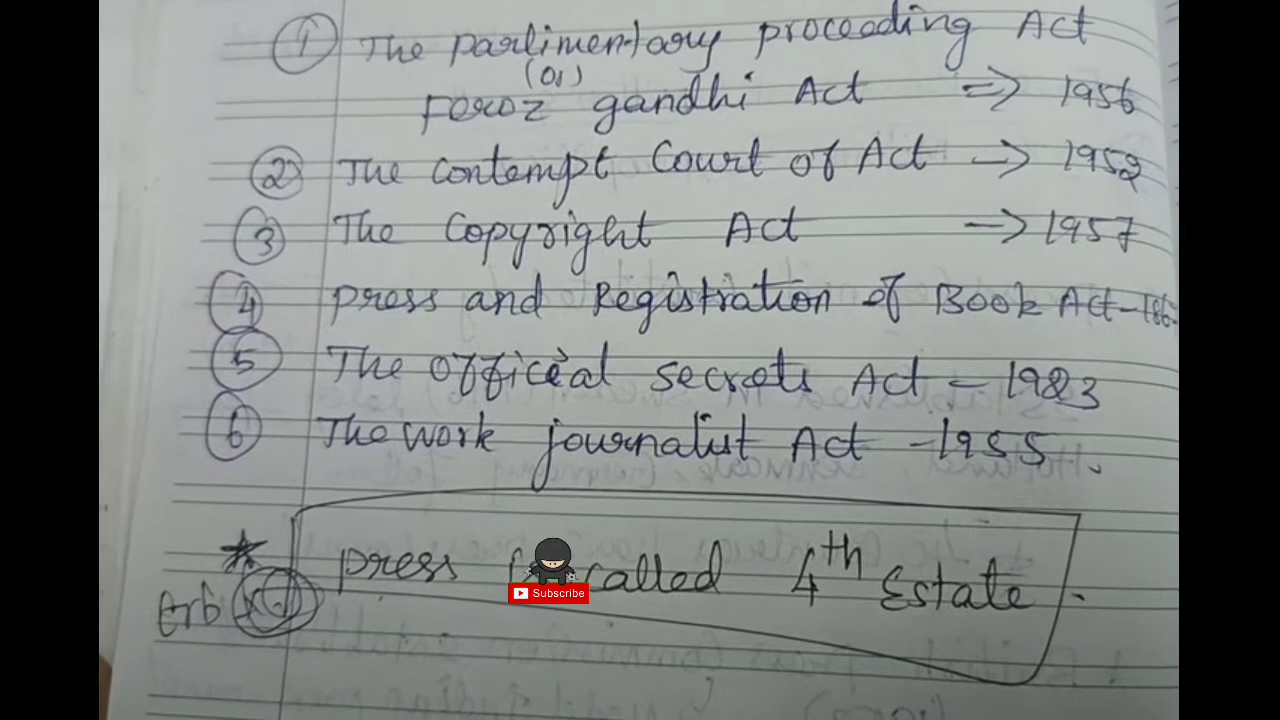 ① The parlimentary proceeding Act
(or)
Feroz gandhi Act => 1956
② The Contempt Court of Act -> 1952
③ The Copyright Act -> 1957
④ press and Registration of Book Act -
⑤ The official secrets Act - 1923
⑥ The work journalist Act - 1955.
press called 4th Estate.
Subscribe